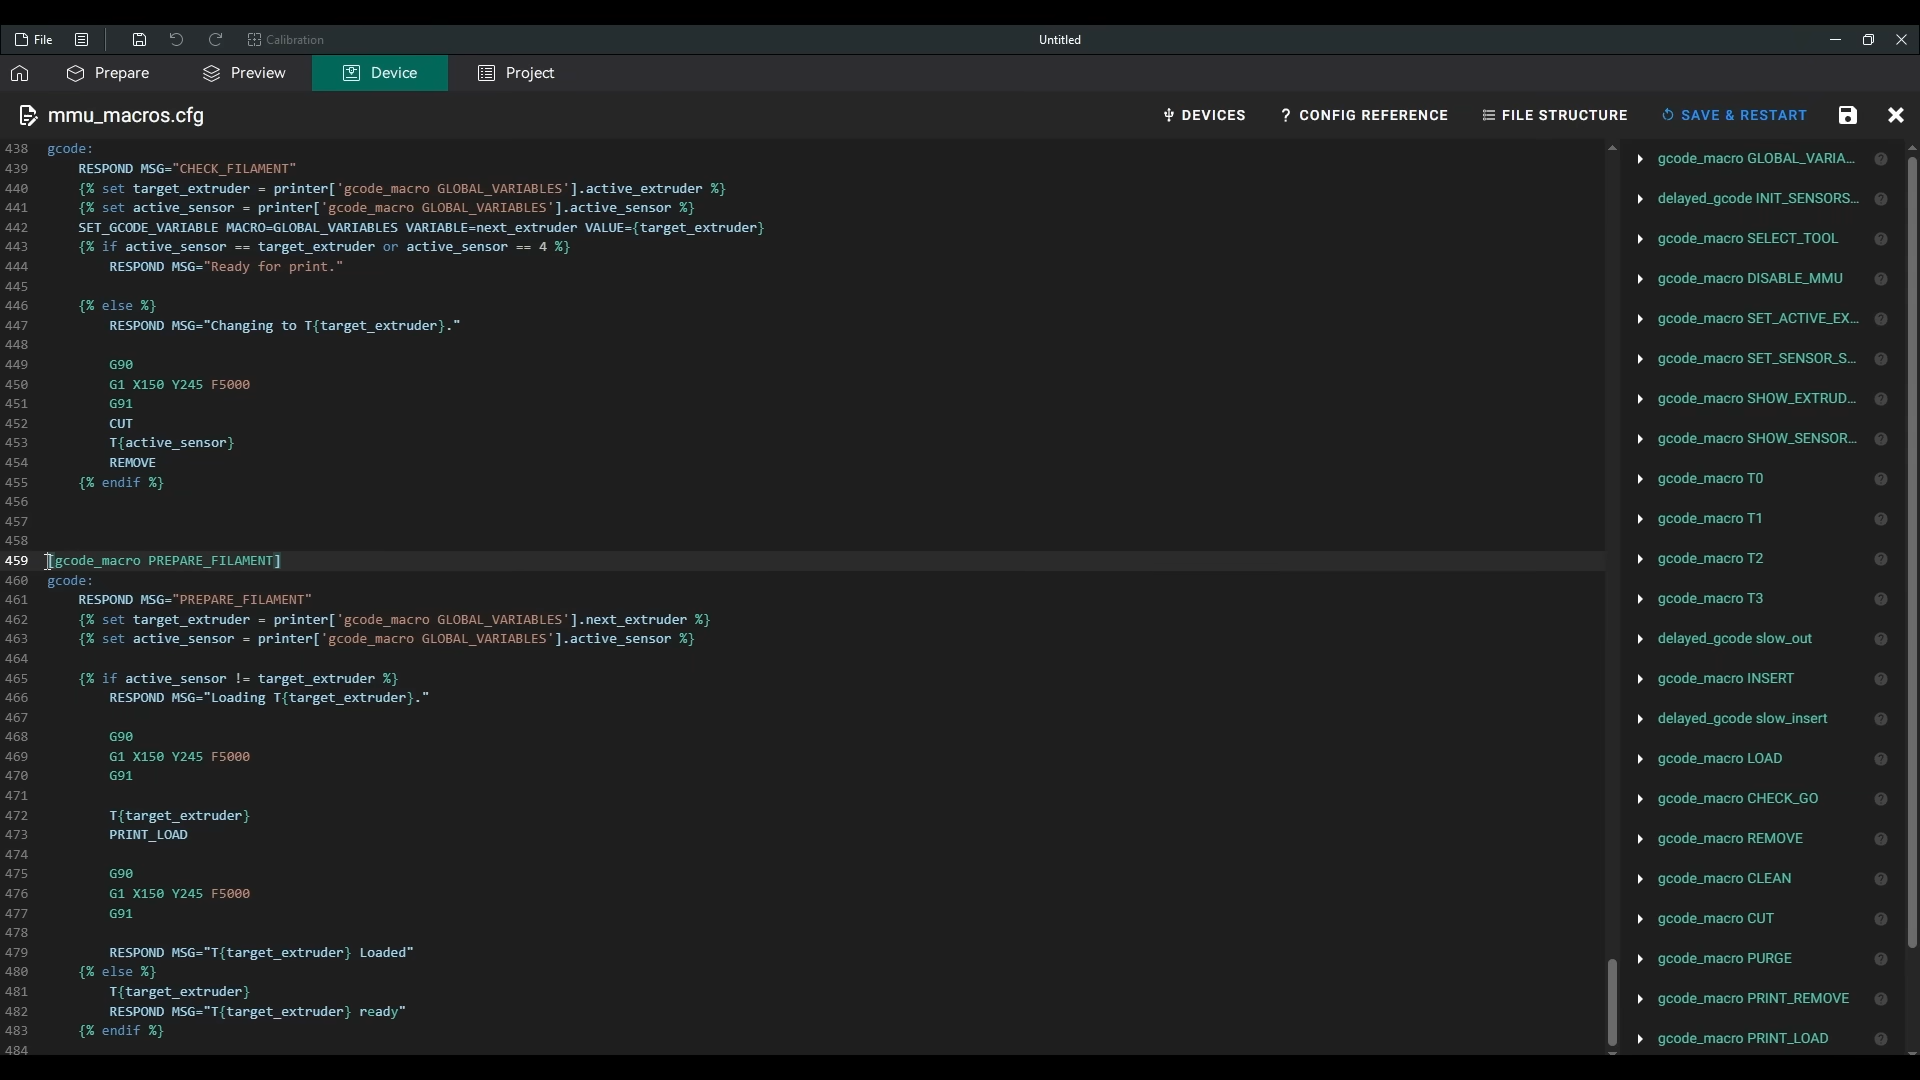 File Calibration Untitled
Prepare Preview Device Project
mmu_macros.cfg DEVICES ? CONFIG REFERENCE FILE STRUCTURE SAVE & RESTART
438 gcode:
439 RESPOND MSG="CHECK_FILAMENT"
440 {% set target_extruder = printer['gcode_macro GLOBAL_VARIABLES'].active_extruder %}
441 {% set active_sensor = printer['gcode_macro GLOBAL_VARIABLES'].active_sensor %}
442 SET_GCODE_VARIABLE MACRO=GLOBAL_VARIABLES VARIABLE=next_extruder VALUE={target_extruder}
443 {% if active_sensor == target_extruder or active_sensor == 4 %}
444 RESPOND MSG="Ready for print."
445
446 {% else %}
447 RESPOND MSG="Changing to T{target_extruder}."
448
449 G90
450 G1 X150 Y245 F5000
451 G91
452 CUT
453 T{active_sensor}
454 REMOVE
455 {% endif %}
456
457
458
459 [gcode_macro PREPARE_FILAMENT]
460 gcode:
461 RESPOND MSG="PREPARE_FILAMENT"
462 {% set target_extruder = printer['gcode_macro GLOBAL_VARIABLES'].next_extruder %}
463 {% set active_sensor = printer['gcode_macro GLOBAL_VARIABLES'].active_sensor %}
464
465 {% if active_sensor != target_extruder %}
466 RESPOND MSG="Loading T{target_extruder}."
467
468 G90
469 G1 X150 Y245 F5000
470 G91
471
472 T{target_extruder}
473 PRINT_LOAD
474
475 G90
476 G1 X150 Y245 F5000
477 G91
478
479 RESPOND MSG="T{target_extruder} Loaded"
480 {% else %}
481 T{target_extruder}
482 RESPOND MSG="T{target_extruder} ready"
483 {% endif %}
484
gcode_macro GLOBAL_VARIA... ?
delayed_gcode INIT_SENSORS... ?
gcode_macro SELECT_TOOL ?
gcode_macro DISABLE_MMU ?
gcode_macro SET_ACTIVE_EX... ?
gcode_macro SET_SENSOR_S... ?
gcode_macro SHOW_EXTRUD... ?
gcode_macro SHOW_SENSOR... ?
gcode_macro T0 ?
gcode_macro T1 ?
gcode_macro T2 ?
gcode_macro T3 ?
delayed_gcode slow_out ?
gcode_macro INSERT ?
delayed_gcode slow_insert ?
gcode_macro LOAD ?
gcode_macro CHECK_GO ?
gcode_macro REMOVE ?
gcode_macro CLEAN ?
gcode_macro CUT ?
gcode_macro PURGE ?
gcode_macro PRINT_REMOVE ?
gcode_macro PRINT_LOAD ?